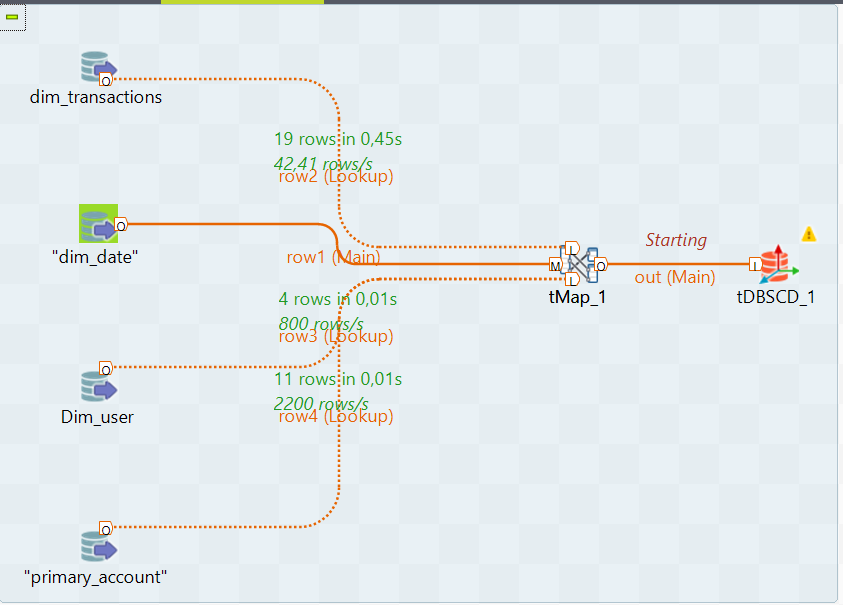 dim_transactions
19 rows in 0,45s
42,41 rows/s
row2 (Lookup)
"dim_date"
row1 (Main)
Starting
out (Main)
tMap_1
tDBSCD_1
4 rows in 0,01s
800 rows/s
row3 (Lookup)
Dim_user
11 rows in 0,01s
2200 rows/s
row4 (Lookup)
"primary_account"
O
O
O
O
L
M
L
O
I